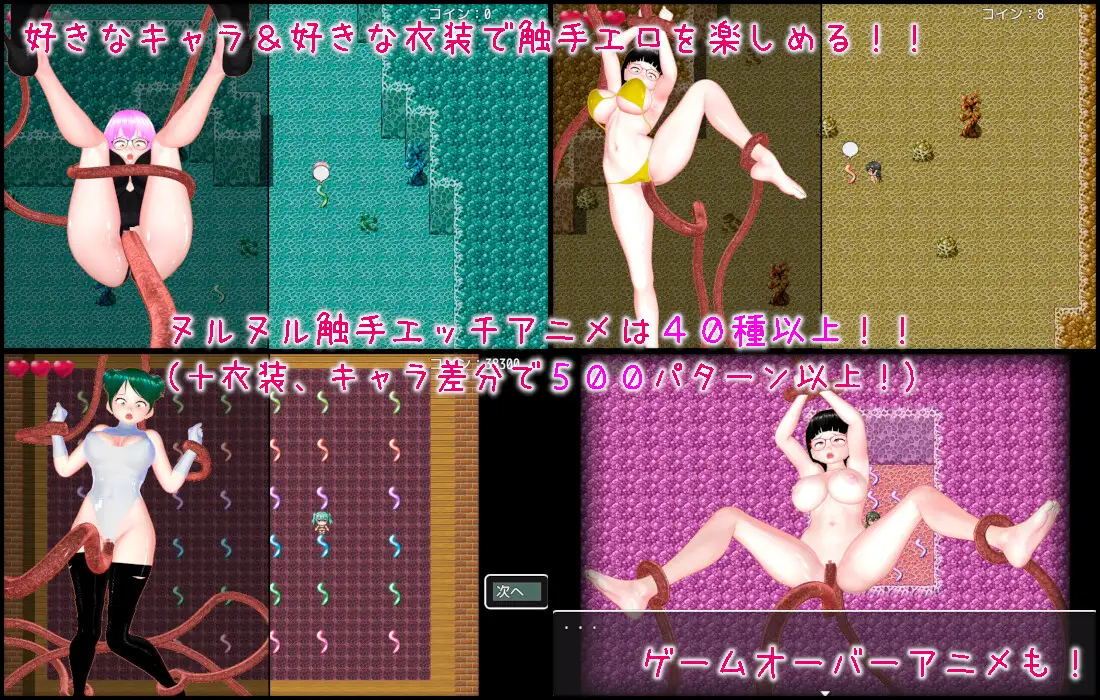 コイン:0
コイン:8
好きなキャラ&好きな衣装で触手エロを楽しめる!!
ヌルヌル触手エッチアニメは40種以上!!
(+衣装、キャラ差分で500パターン以上!)
次へ
・・・
ゲームオーバーアニメも!